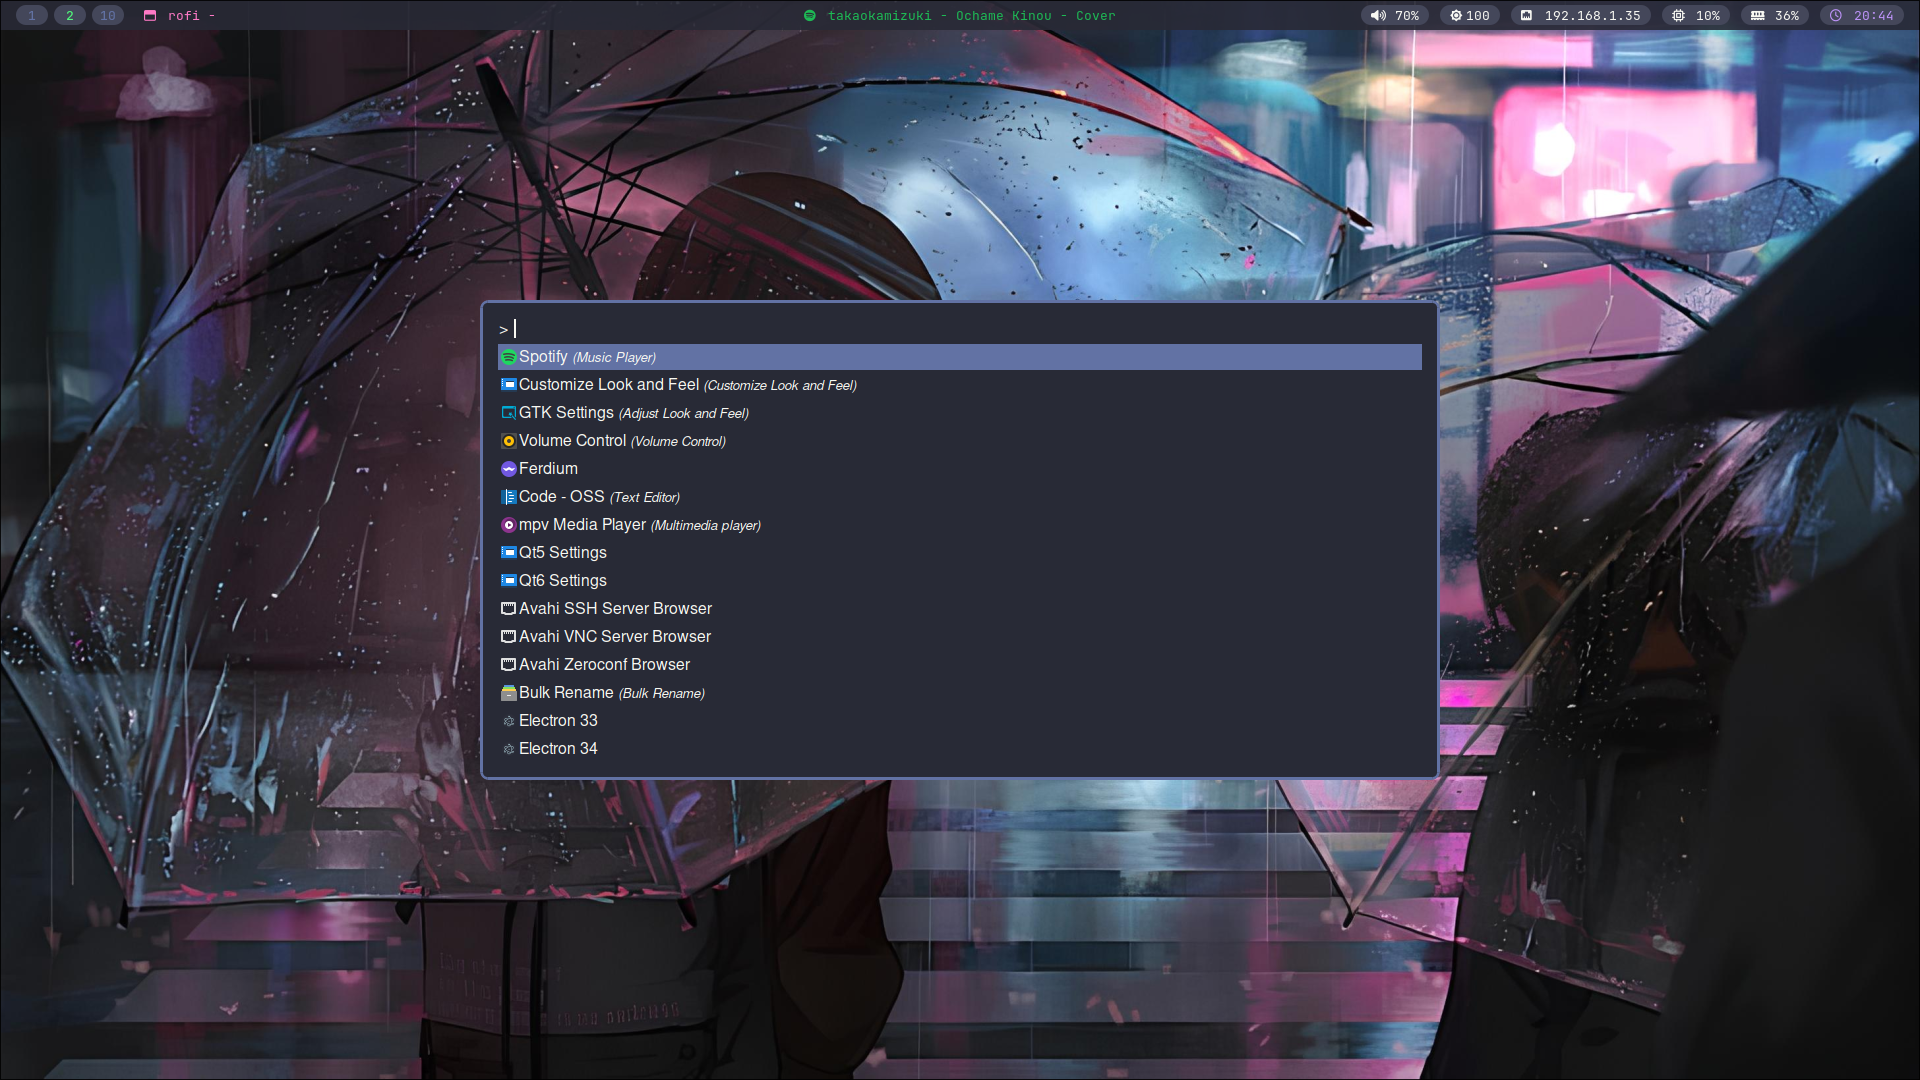 1 2 10 rofi - takaokamizuki - Ochame Kinou - Cover 70% 100 192.168.1.35 10% 36% 20:44
>
Spotify (Music Player)
Customize Look and Feel (Customize Look and Feel)
GTK Settings (Adjust Look and Feel)
Volume Control (Volume Control)
Ferdium
Code - OSS (Text Editor)
mpv Media Player (Multimedia player)
Qt5 Settings
Qt6 Settings
Avahi SSH Server Browser
Avahi VNC Server Browser
Avahi Zeroconf Browser
Bulk Rename (Bulk Rename)
Electron 33
Electron 34